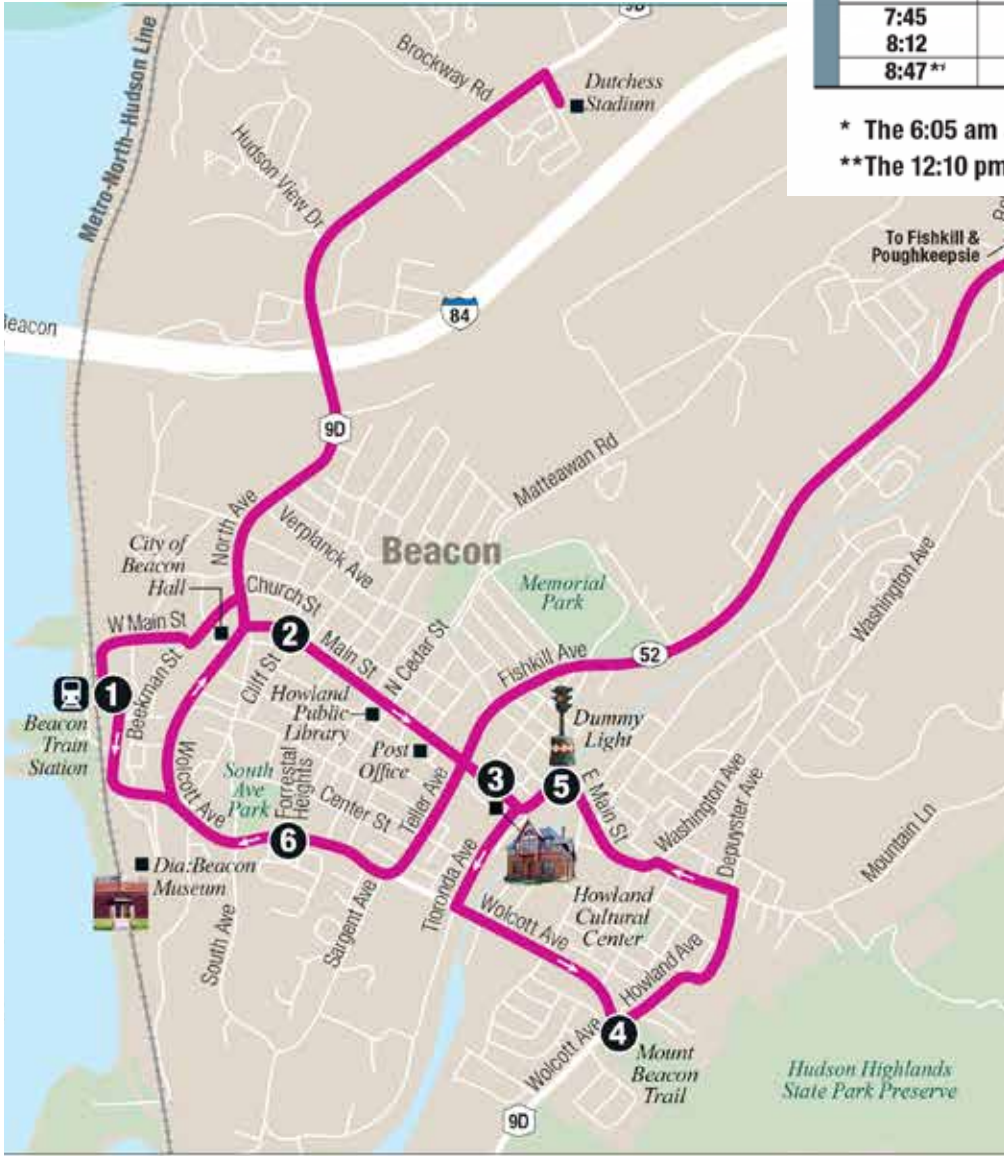 9D
7:45
8:12
8:47
* The 6:05 am
**The 12:10 pm
Brockway Rd
Dutchess
Stadium
Metro-North–Hudson Line
Hudson View Dr
To Fishkill &
Poughkeepsie
84
Beacon
9D
Matteawan Rd
North Ave
Verplanck Ave
Beacon
City of
Beacon
Hall
Church St
Memorial
Park
Washington Ave
W Main St
2
Main St
N Cedar St
Fishkill Ave
52
Beekman St
Cliff St
1
Beacon
Train
Station
Howland
Public
Library
Post
Office
Dummy
Light
Wolcott Ave
South
Ave
Park
Forrestal
Heights
Center St
Teller Ave
3
5
E Main St
Washington Ave
Depuyster Ave
Mountain Ln
6
Dia:Beacon
Museum
Tioronda Ave
Wolcott Ave
Howland
Cultural
Center
South Ave
Sargent Ave
Howland Ave
4
Wolcott Ave
Mount
Beacon
Trail
Hudson Highlands
State Park Preserve
9D